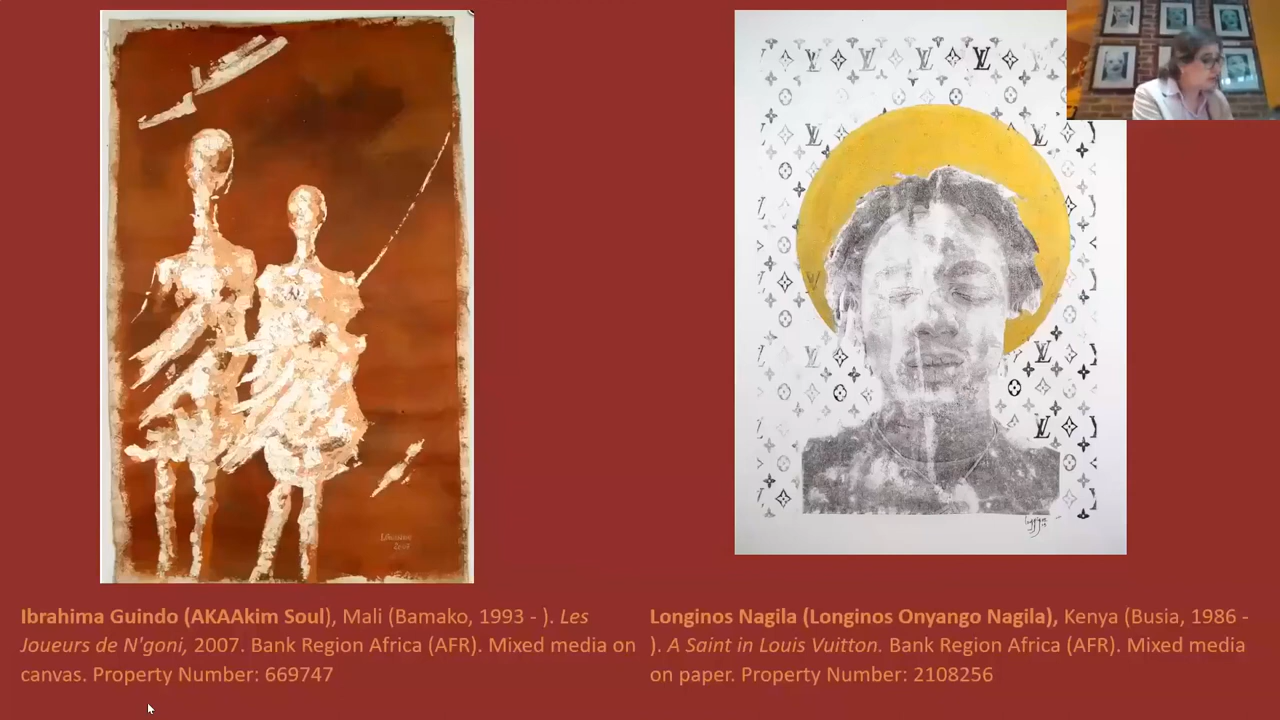 Ibrahima Guindo (AKAAkim Soul), Mali (Bamako, 1993 - ). Les
Joueurs de N'goni, 2007. Bank Region Africa (AFR). Mixed media on
canvas. Property Number: 669747
Longinos Nagila (Longinos Onyango Nagila), Kenya (Busia, 1986 -
). A Saint in Louis Vuitton. Bank Region Africa (AFR). Mixed media
on paper. Property Number: 2108256